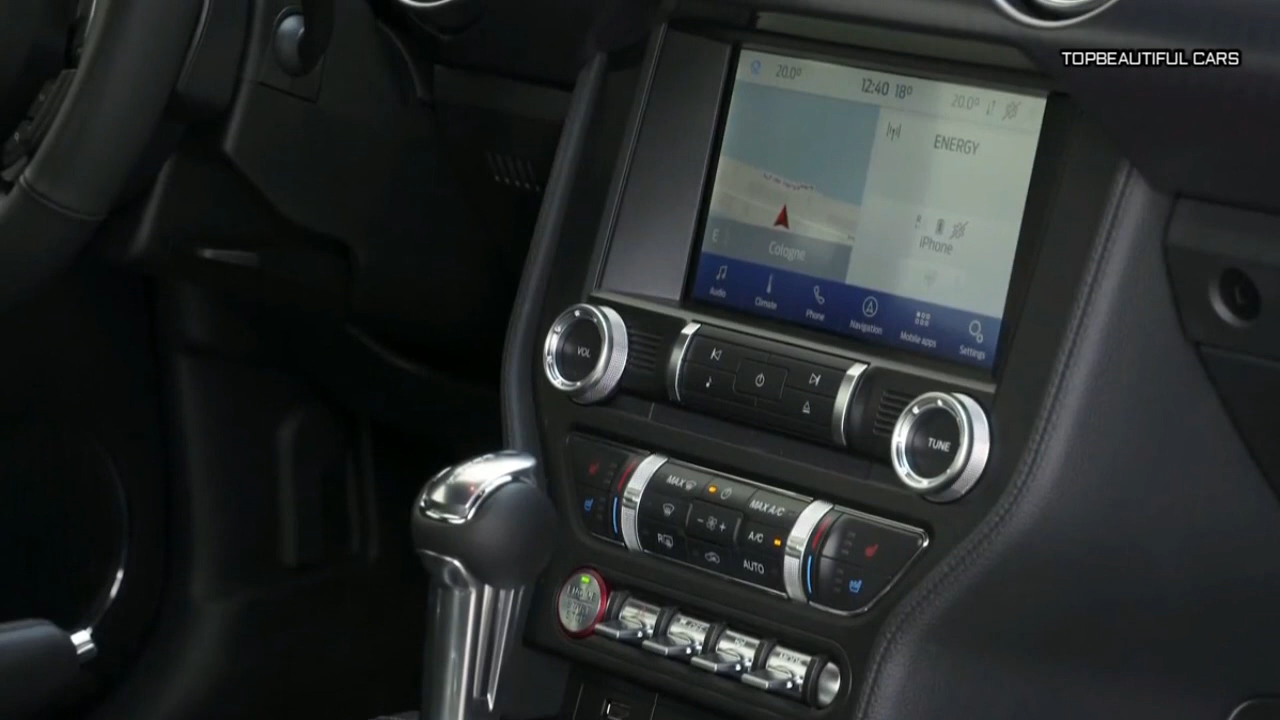 TOPBEAUTIFUL CARS
20.0°
12:40 18°
20.0°
ENERGY
iPhone
Cologne
Audio
Climate
Phone
Navigation
Mobile apps
Settings
VOL
TUNE
MAX
MAX A/C
- +
A/C
R
AUTO
MODE